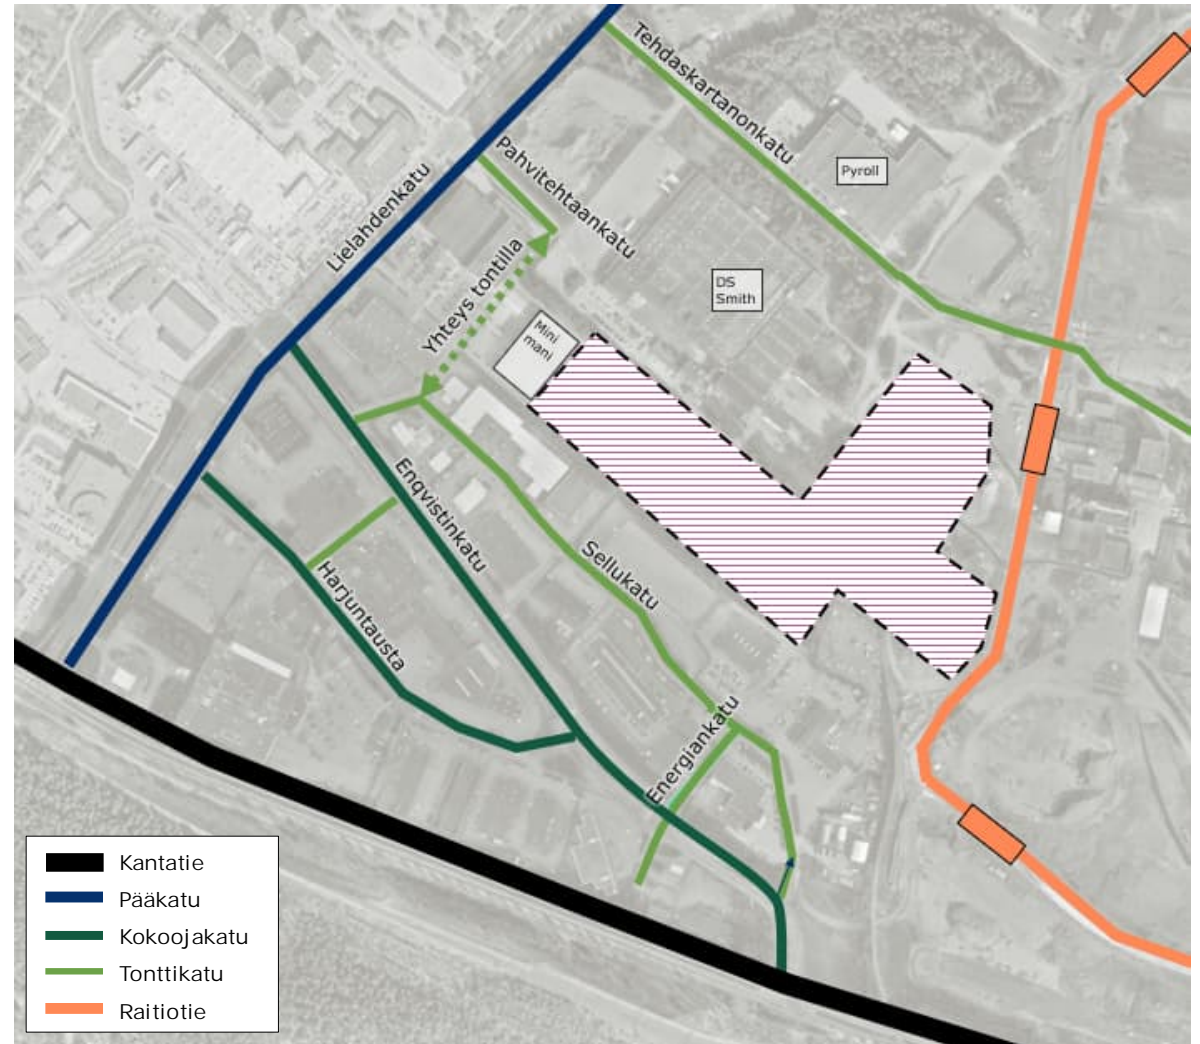 Tehdaskartanonkatu
Pahvitehtaankatu
Pyroll
Lielahdenkatu
Yhteys tontilla
DS
Smith
Mini
mani
Enqvistinkatu
Sellukatu
Harjuntausta
Energiankatu
Kantatie
Pääkatu
Kokoojakatu
Tonttikatu
Raitiotie